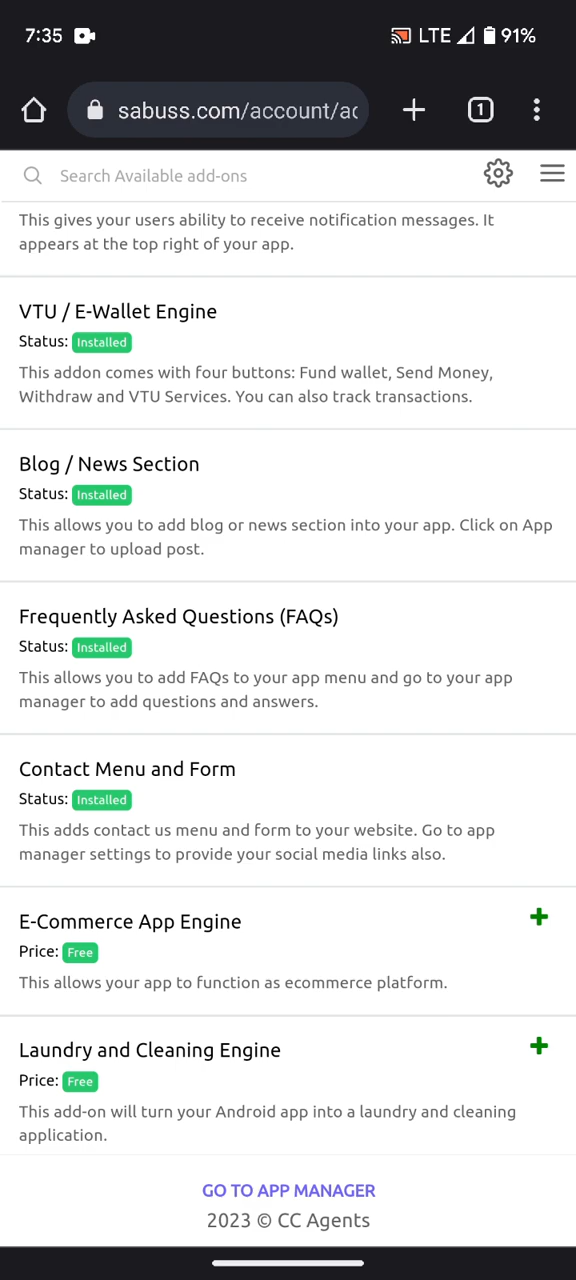 7:35
LTE 91%
sabuss.com/account/ac
1
Search Available add-ons
This gives your users ability to receive notification messages. It
appears at the top right of your app.
VTU / E-Wallet Engine
Status: Installed
This addon comes with four buttons: Fund wallet, Send Money,
Withdraw and VTU Services. You can also track transactions.
Blog / News Section
Status: Installed
This allows you to add blog or news section into your app. Click on App
manager to upload post.
Frequently Asked Questions (FAQs)
Status: Installed
This allows you to add FAQs to your app menu and go to your app
manager to add questions and answers.
Contact Menu and Form
Status: Installed
This adds contact us menu and form to your website. Go to app
manager settings to provide your social media links also.
E-Commerce App Engine
Price: Free
This allows your app to function as ecommerce platform.
Laundry and Cleaning Engine
Price: Free
This add-on will turn your Android app into a laundry and cleaning
application.
GO TO APP MANAGER
2023 © CC Agents